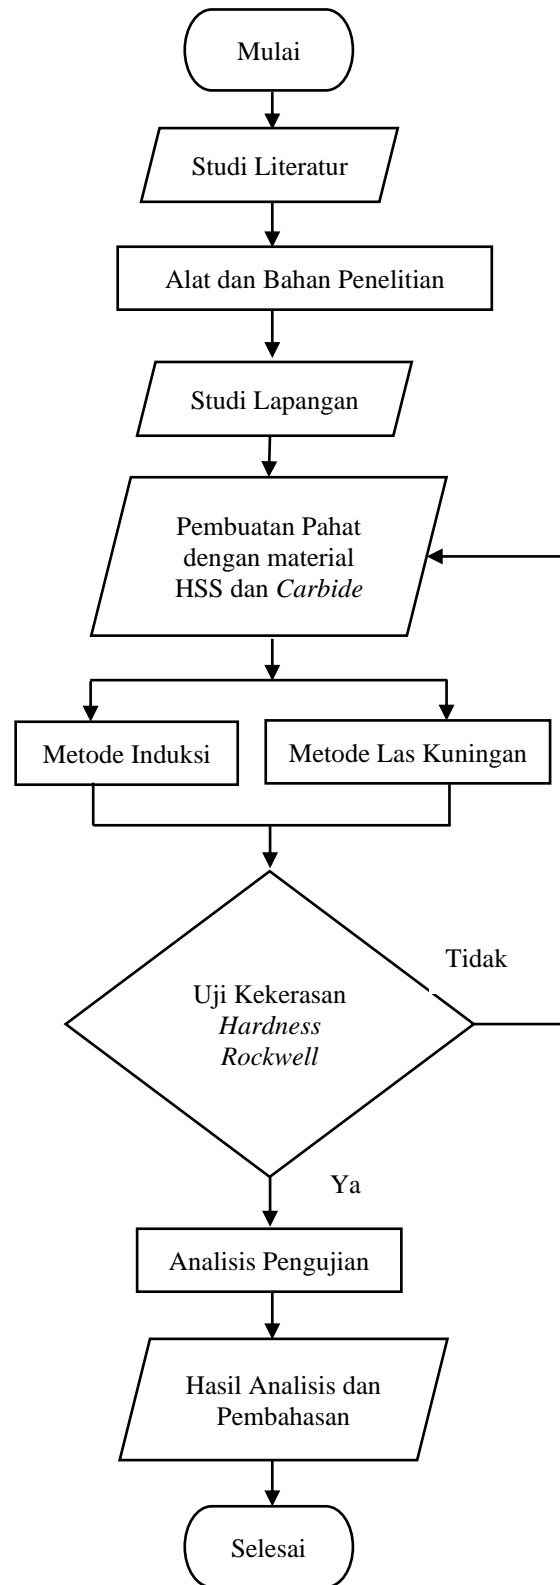 Mulai
Studi Literatur
Alat dan Bahan Penelitian
Studi Lapangan
Pembuatan Pahat
dengan material
HSS dan Carbide
Metode Induksi
Metode Las Kuningan
Tidak
Uji Kekerasan
Hardness
Rockwell
Ya
Analisis Pengujian
Hasil Analisis dan
Pembahasan
Selesai